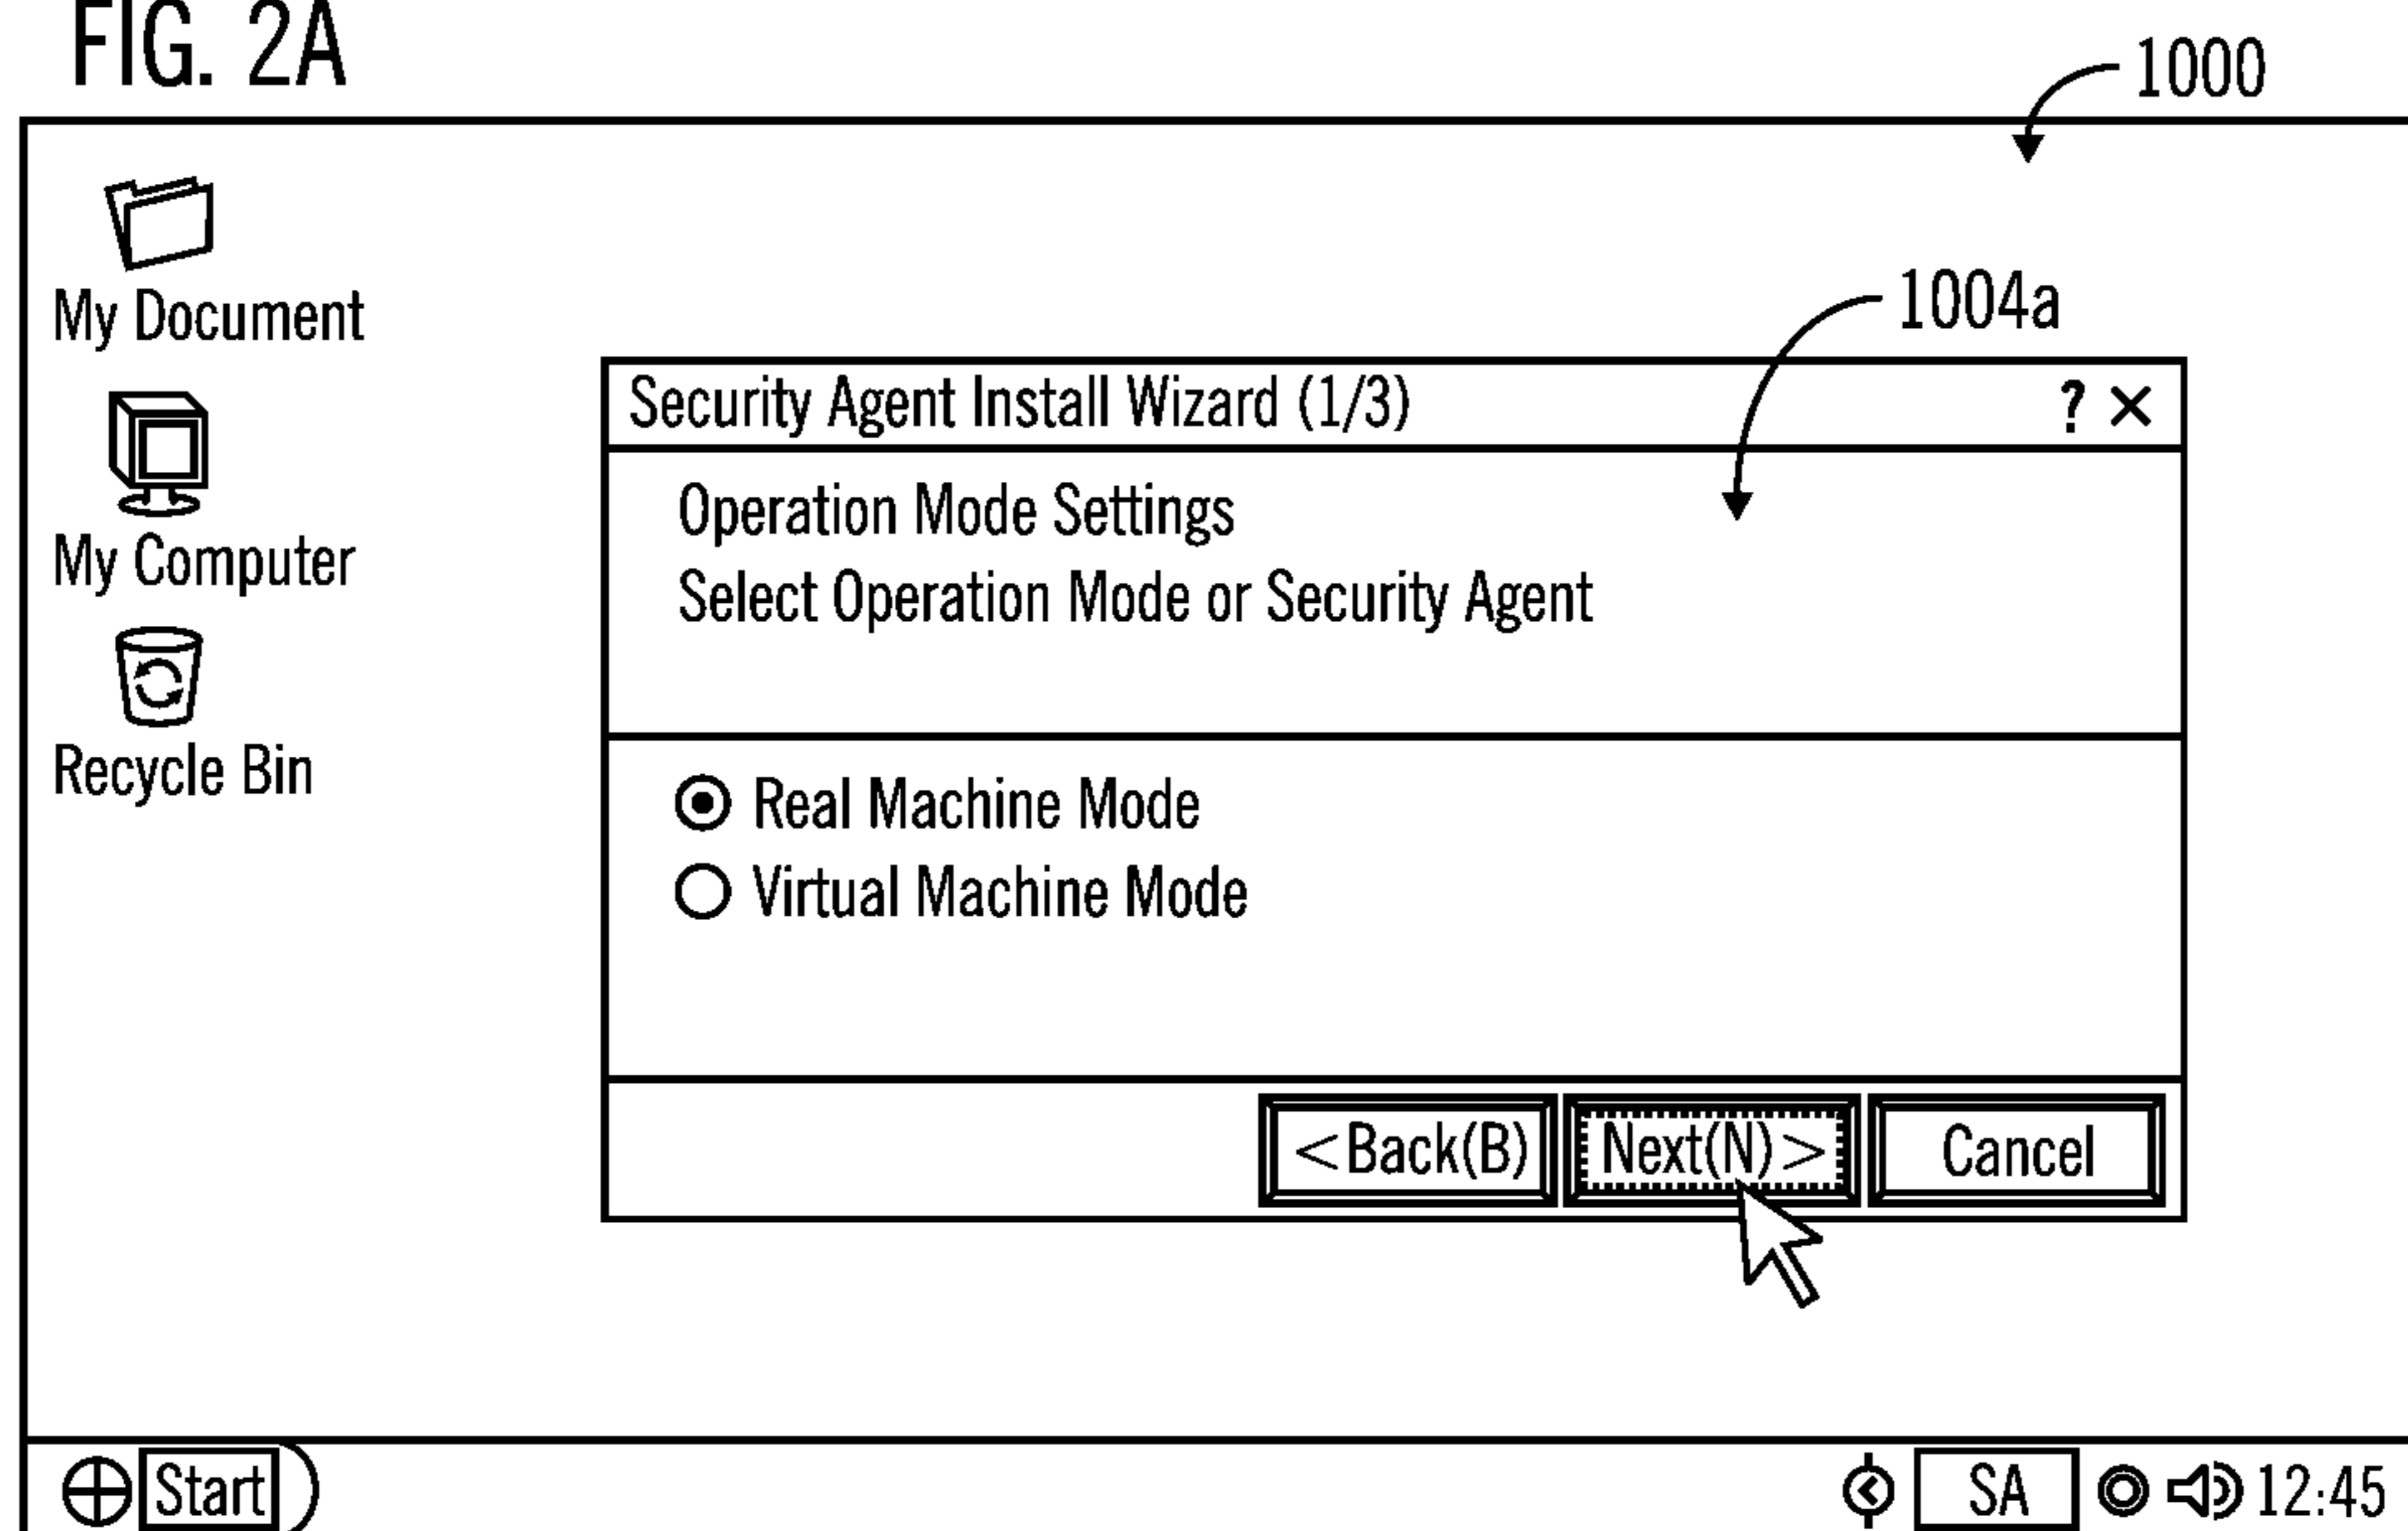 FIG. 2A
1000
My Document
1004a
Security Agent Install Wizard (1/3) ? ×
Operation Mode Settings
My Computer
Select Operation Mode or Security Agent
Recycle Bin
Real Machine Mode
Virtual Machine Mode
<Back(B) Next(N)> Cancel
Start SA 12:45